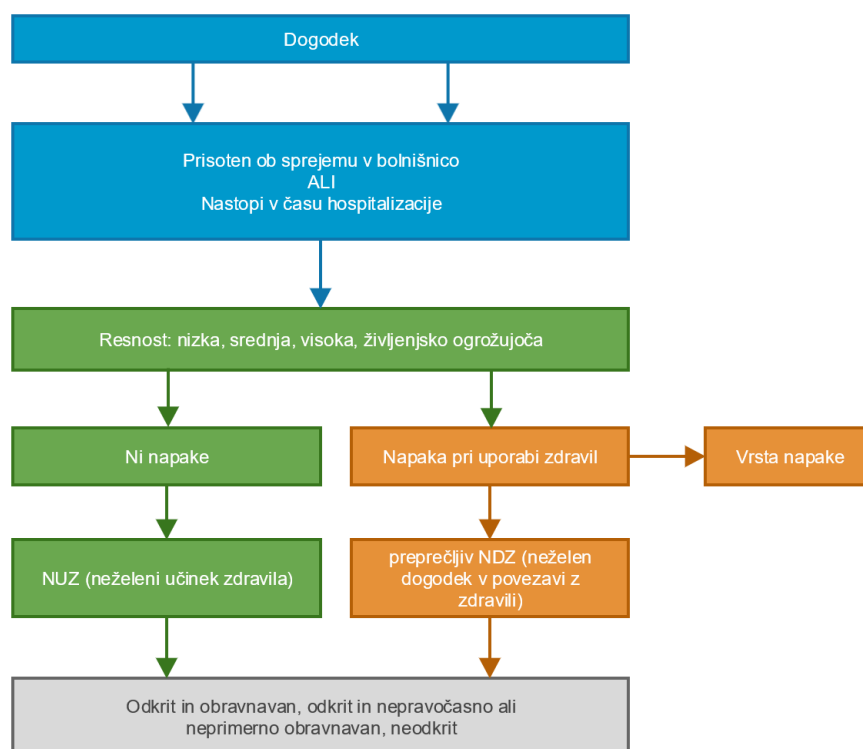 Dogodek
Prisoten ob sprejemu v bolnišnico
ALI
Nastopi v času hospitalizacije
Resnost: nizka, srednja, visoka, življenjsko ogrožujoča
Ni napake
Napaka pri uporabi zdravil
Vrsta napake
NUZ (neželeni učinek zdravila)
preprečljiv NDZ (neželen
dogodek v povezavi z
zdravili)
Odkrit in obravnavan, odkrit in nepravočasno ali
neprimerno obravnavan, neodkrit